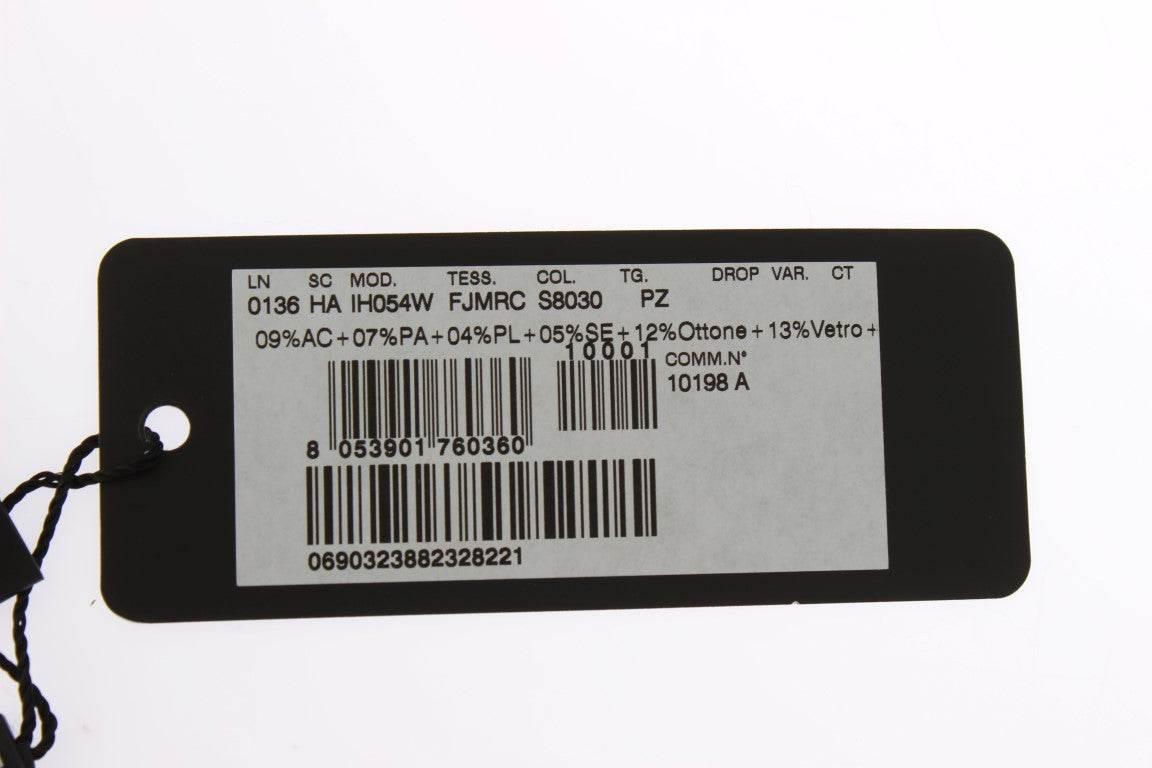 LN SC MOD. TESS. COL. TG. DROP VAR. CT
0136 HA IH054W FJMRC S8030 PZ
09%AC+07%PA+04%PL+05%SE+12%Ottone+13%Vetro+
10001 COMM.N°
10198 A
8 053901 760360
0690323882328221